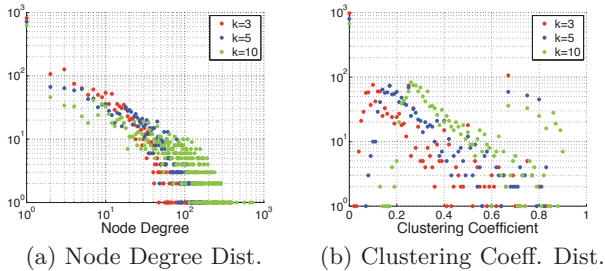 10³
k=3
k=5
k=10
10²
10¹
10⁰
10⁰ 10¹ 10² 10³
Node Degree
(a) Node Degree Dist.
10³
k=3
k=5
k=10
10²
10¹
10⁰
0 0.2 0.4 0.6 0.8 1
Clustering Coefficient
(b) Clustering Coeff. Dist.